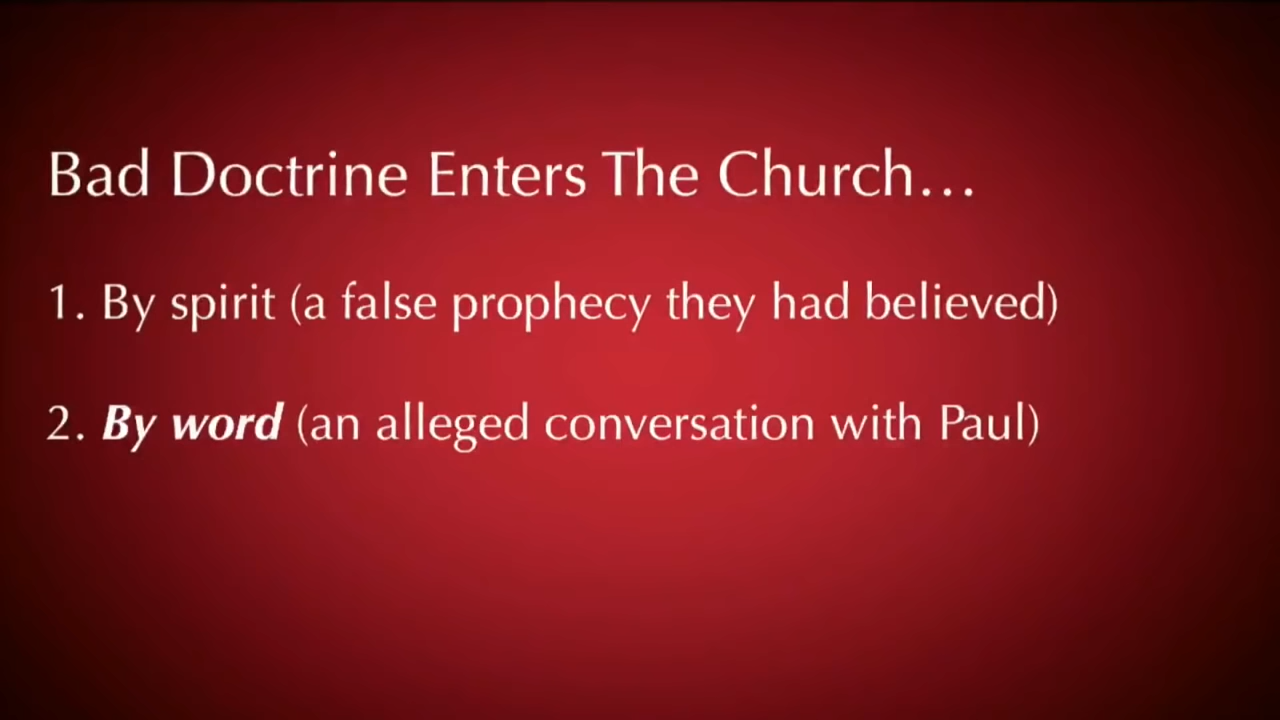 Bad Doctrine Enters The Church…
1. By spirit (a false prophecy they had believed)
2. By word (an alleged conversation with Paul)